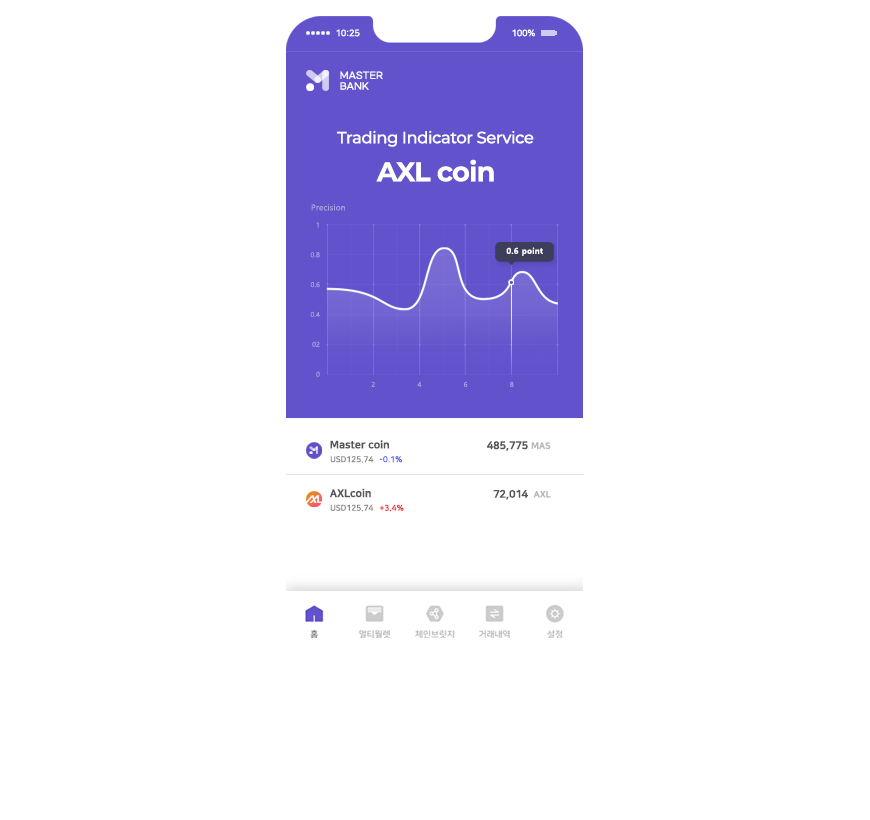 10:25
100%
MASTER
BANK
Trading Indicator Service
AXL coin
Precision
1
0.8
0.6 point
0.6
0.4
02
0
2 4 6 8
Master coin 485,775 MAS
USD125.74 -0.1%
AXLcoin 72,014 AXL
USD125.74 +3.4%
홈 멀티월렛 체인브릿지 거래내역 설정